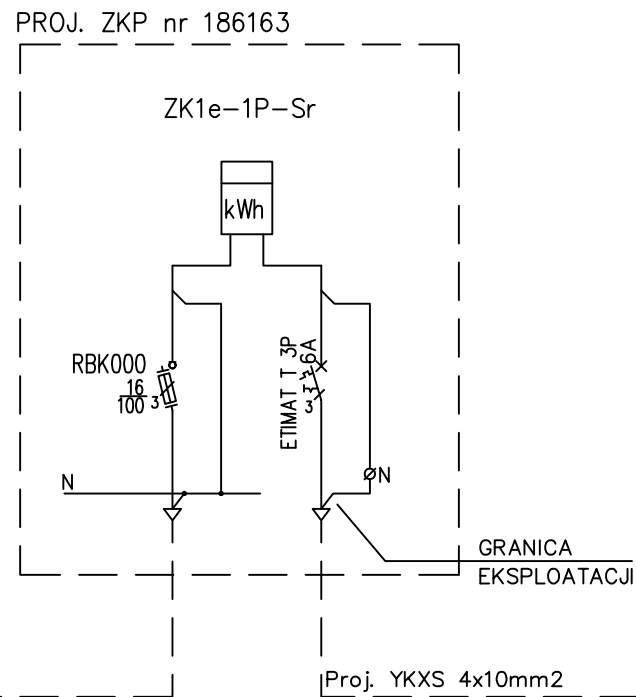 PROJ. ZKP nr 186163
ZK1e-1P-Sr
kWh
RBK000
16
100
3
ETIMAT T 3P
6A
3
N
N
GRANICA
EKSPLOATACJI
Proj. YKXS 4x10mm2